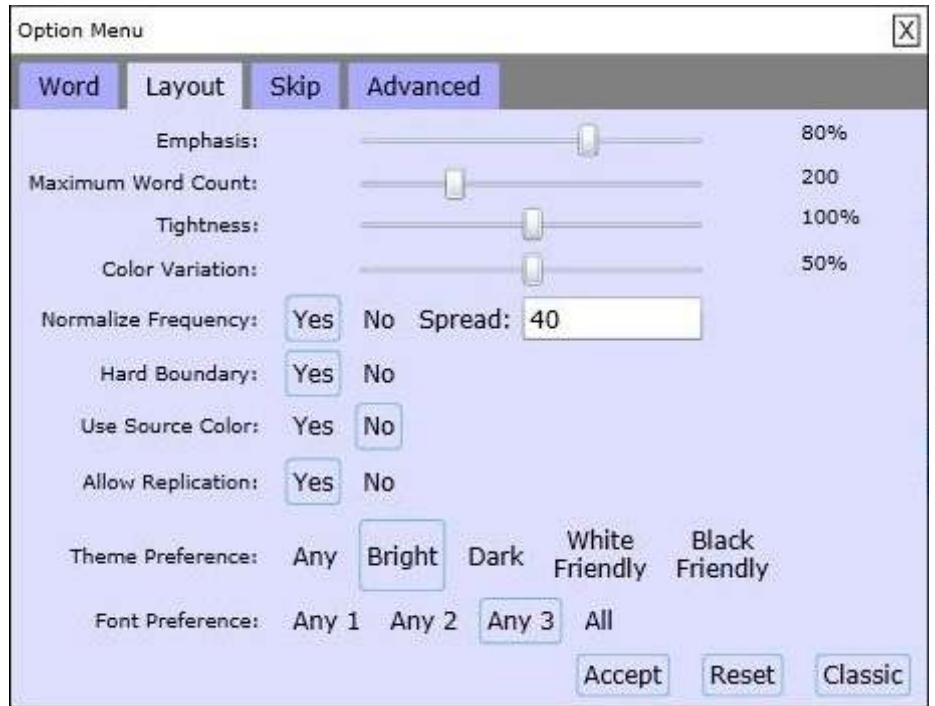 Option Menu X
Word Layout Skip Advanced
Emphasis: 80%
Maximum Word Count: 200
Tightness: 100%
Color Variation: 50%
Normalize Frequency: Yes No Spread: 40
Hard Boundary: Yes No
Use Source Color: Yes No
Allow Replication: Yes No
Theme Preference: Any Bright Dark White Friendly Black Friendly
Font Preference: Any 1 Any 2 Any 3 All
Accept Reset Classic